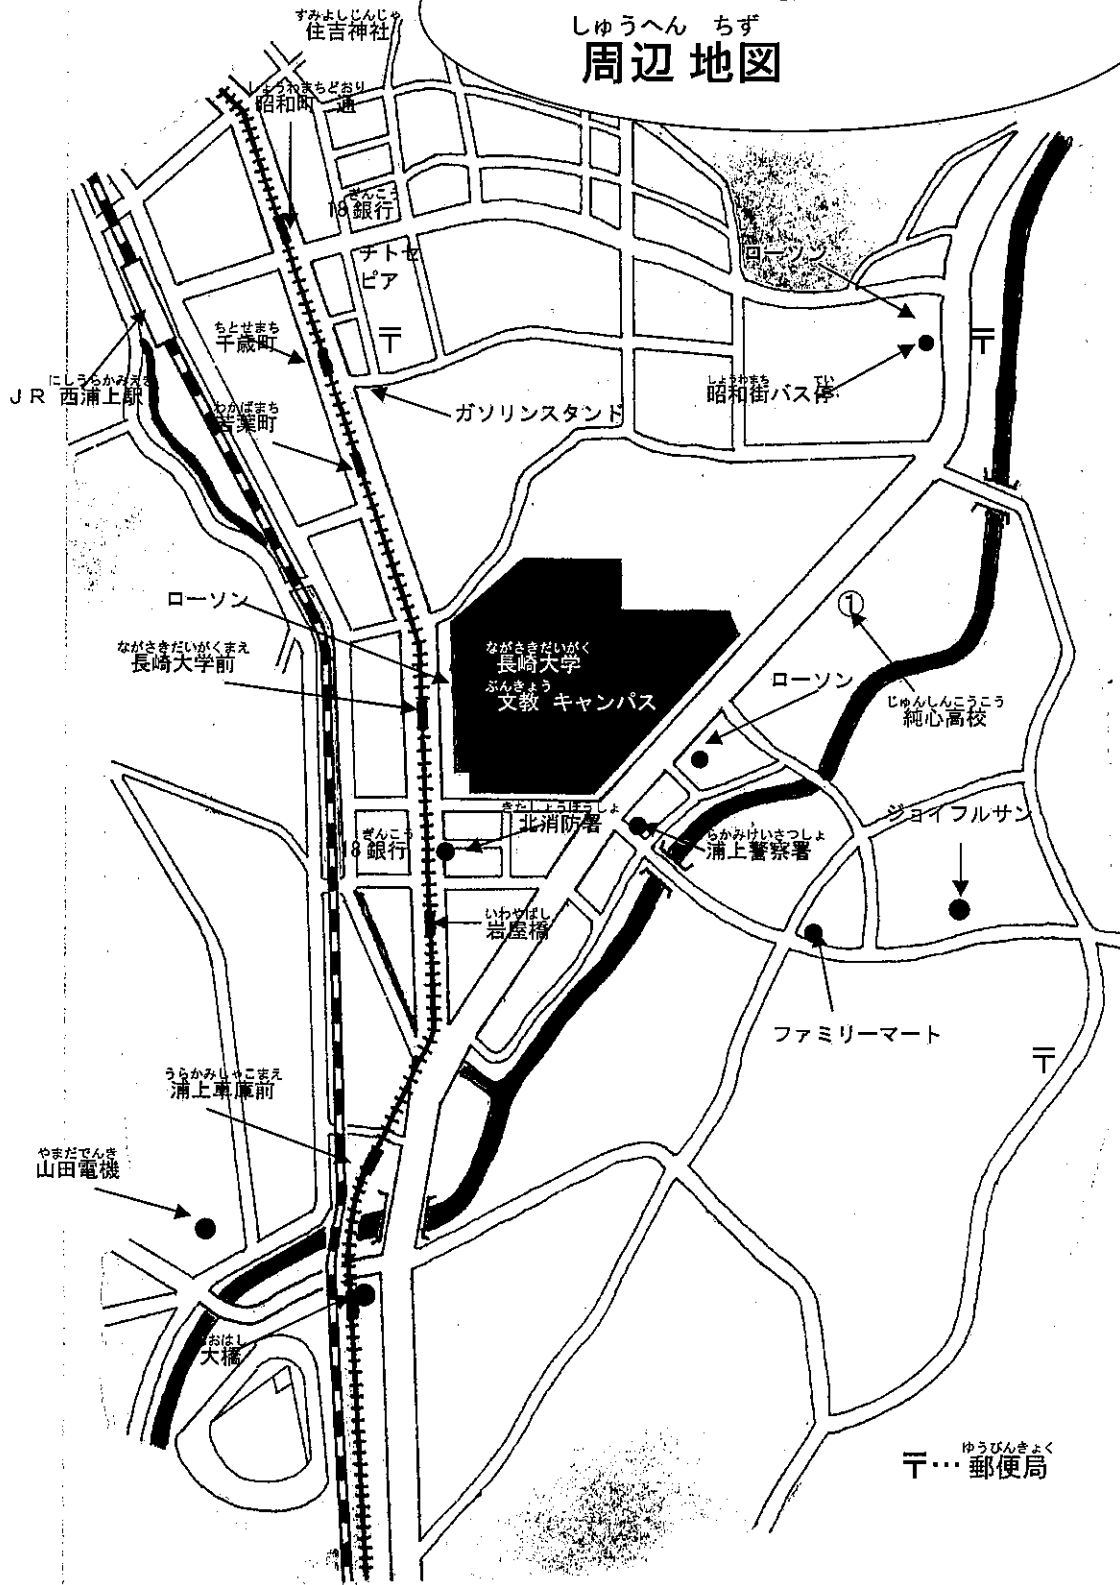 しゅうへん ちず
周辺 地図
すみよしじんじゃ
住吉神社
しょうわまちどおり
昭和町 通
ぎんこう
18銀行
チトセ
ピア
〒
ローソン
〒
ちとせまち
千歳町
にしうらかみえき
JR 西浦上駅
しょうわまち てい
昭和街バス停
わかばまち
若葉町
ガソリンスタンド
ローソン
①
ながさきだいがくまえ
長崎大学前
ながさきだいがく
長崎大学
ぶんきょう
文教 キャンパス
ローソン
じゅんしんこうこう
純心高校
きたしょうぼうしょ
北消防署
ジョイフルサン
ぎんこう
18銀行
らかみけいさつしょ
浦上警察署
いわやばし
岩屋橋
ファミリーマート
〒
うらかみしゃこまえ
浦上車庫前
やまだでんき
山田電機
おおはし
大橋
ゆうびんきょく
〒…郵便局